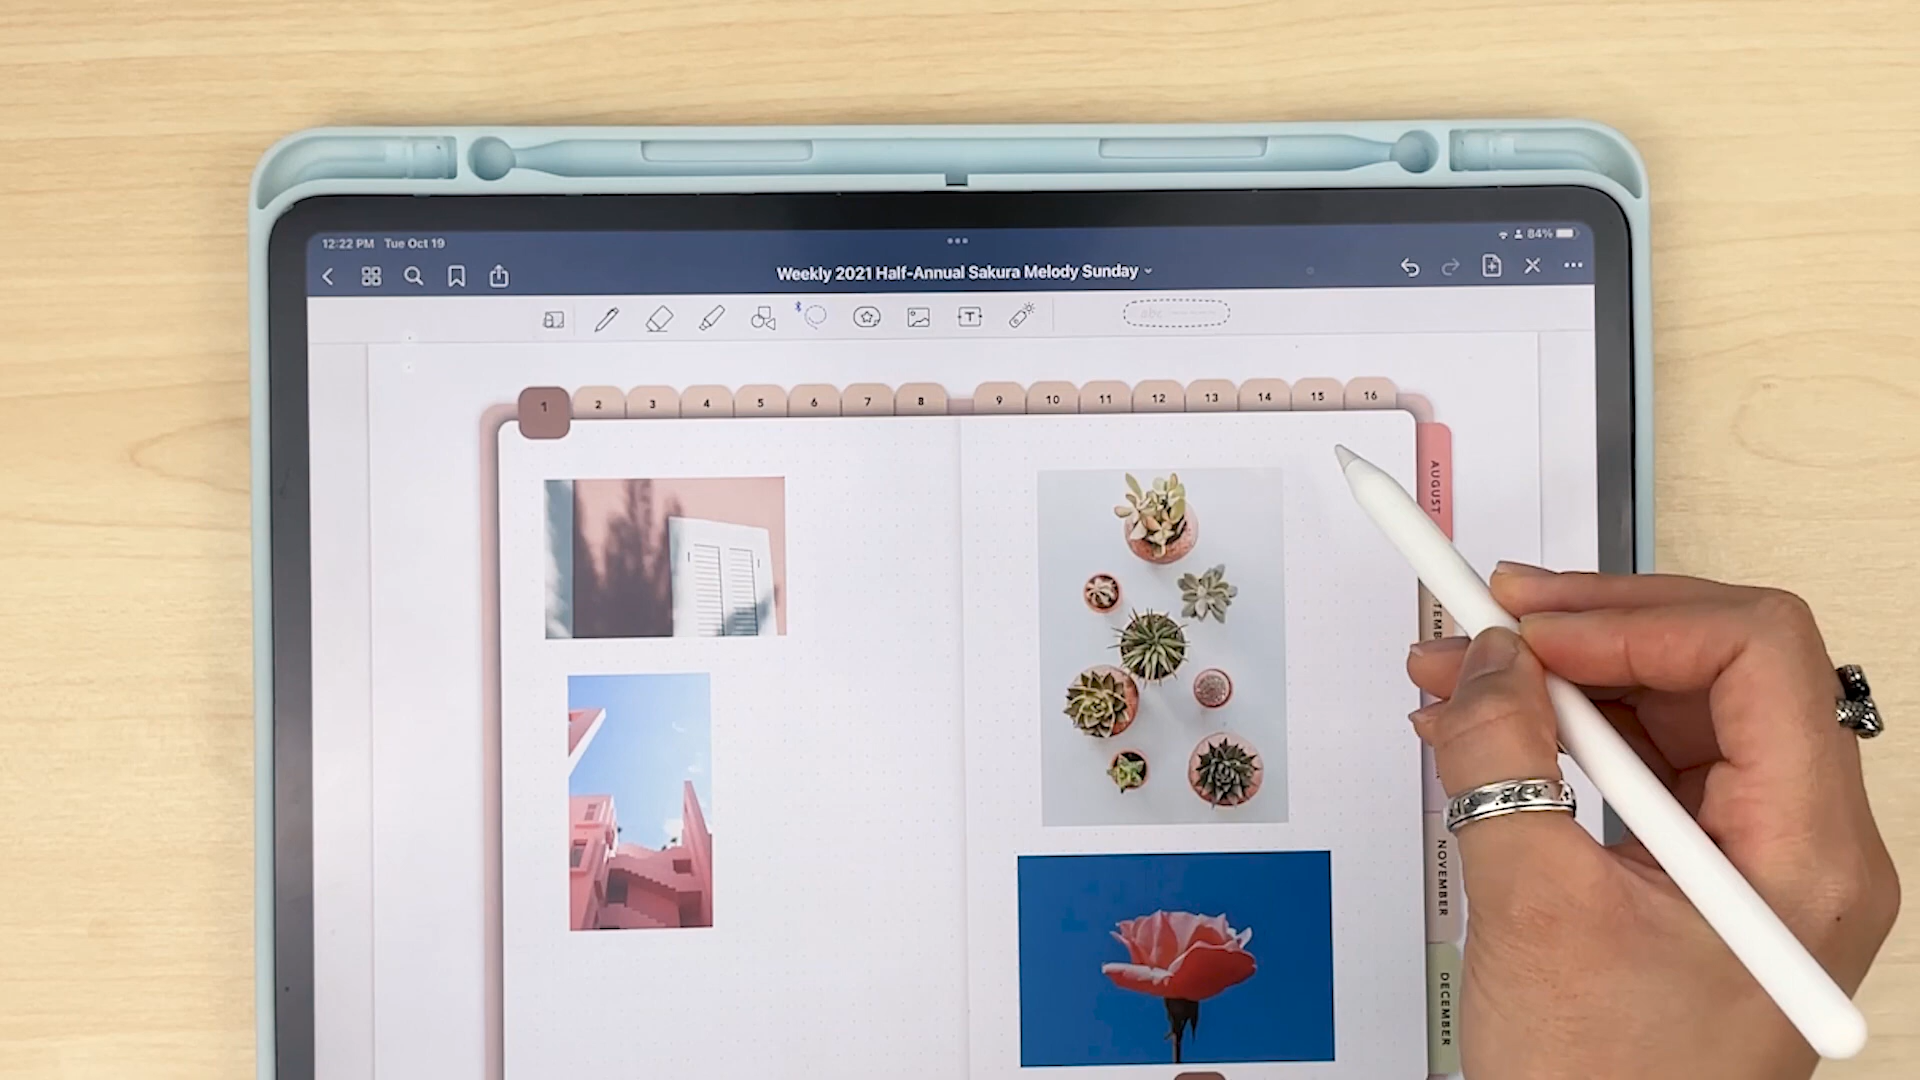 12:22 PM Tue Oct 19
84%
Weekly 2021 Half-Annual Sakura Melody Sunday
T
abc
1 2 3 4 5 6 7 8 9 10 11 12 13 14 15 16
AUGUST
NOVEMBER
DECEMBER